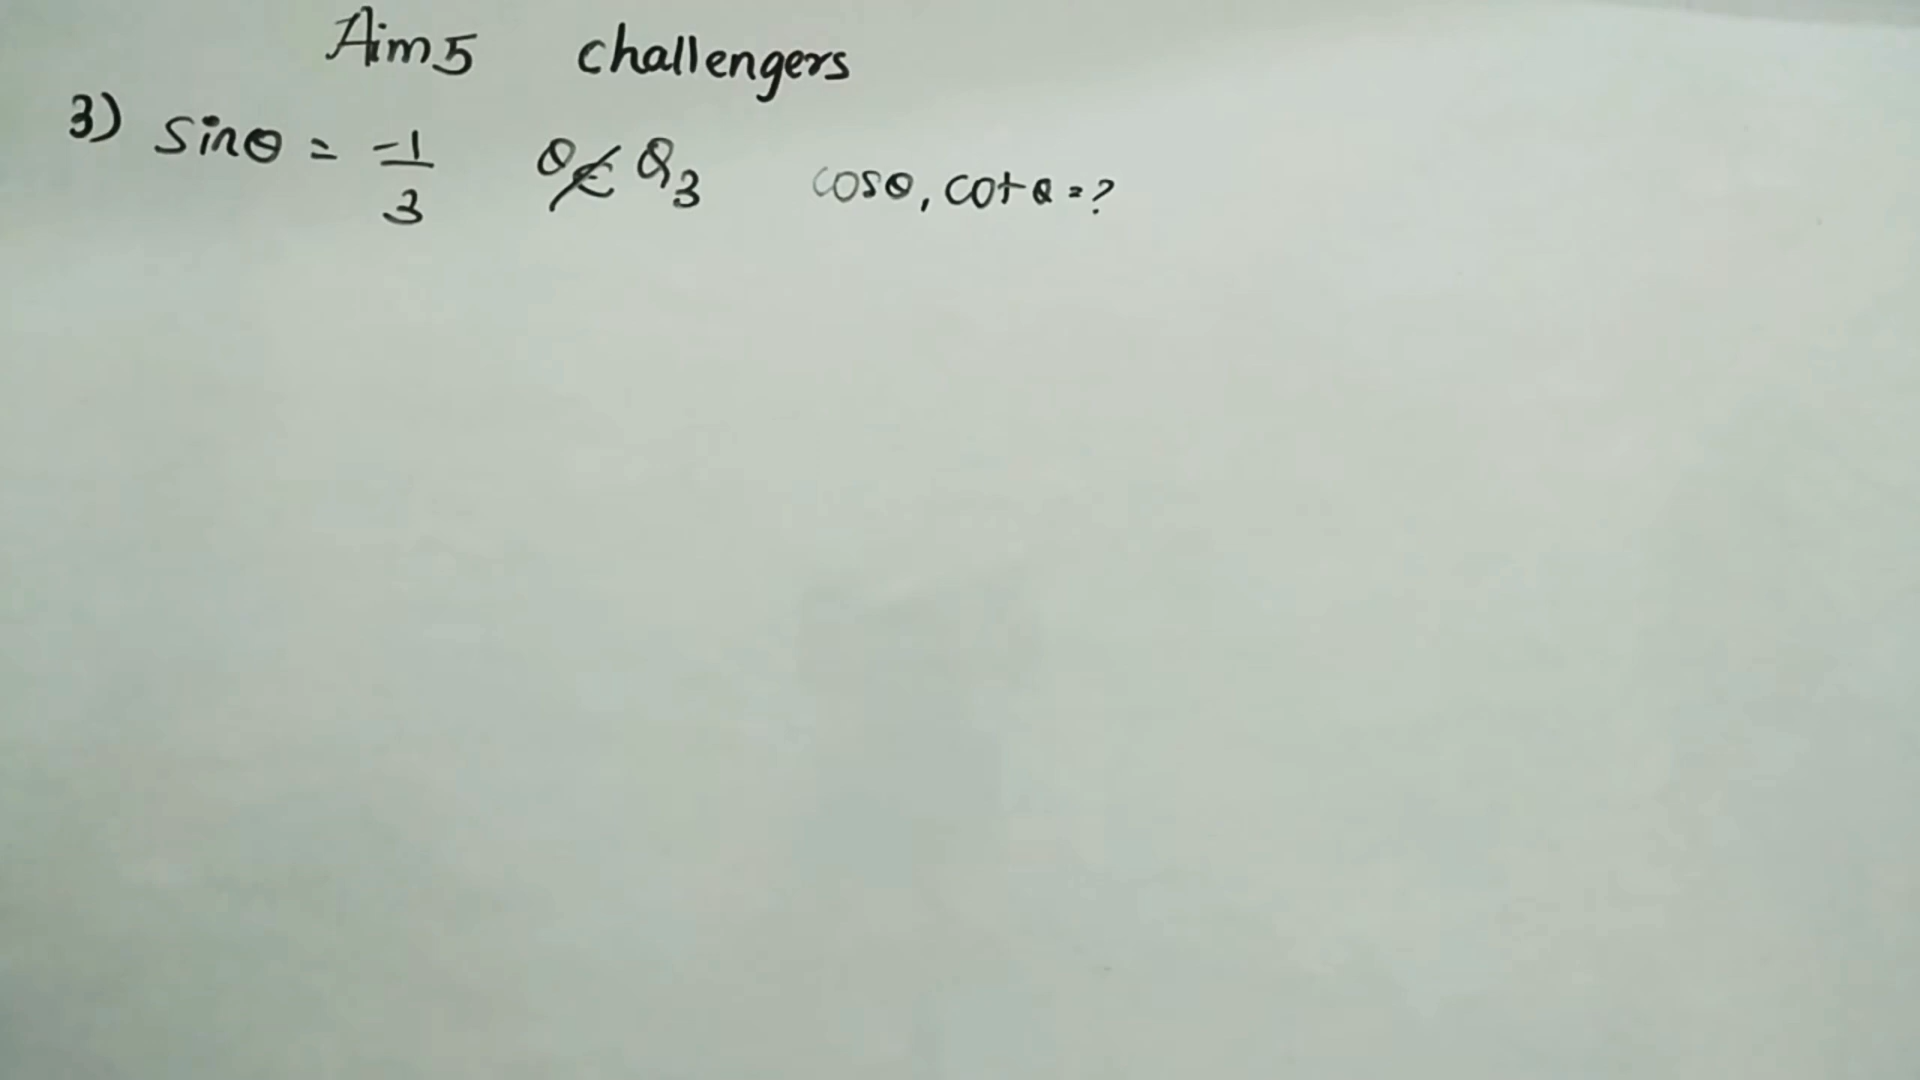 Aim5 challengers
3) sinθ = -1/3 θ∉Q3 cosθ, cotθ = ?